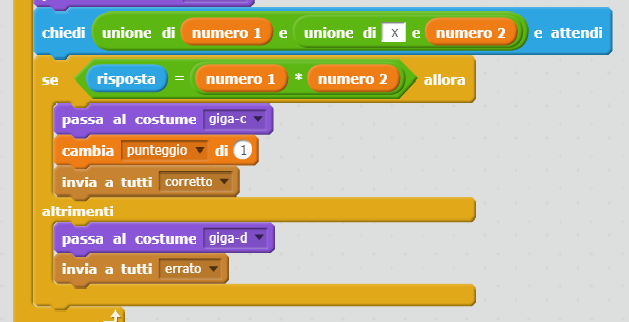 chiedi unione di numero 1 e unione di x e numero 2 e attendi
se risposta = numero 1 * numero 2 allora
passa al costume giga-c
cambia punteggio di 1
invia a tutti corretto
altrimenti
passa al costume giga-d
invia a tutti errato